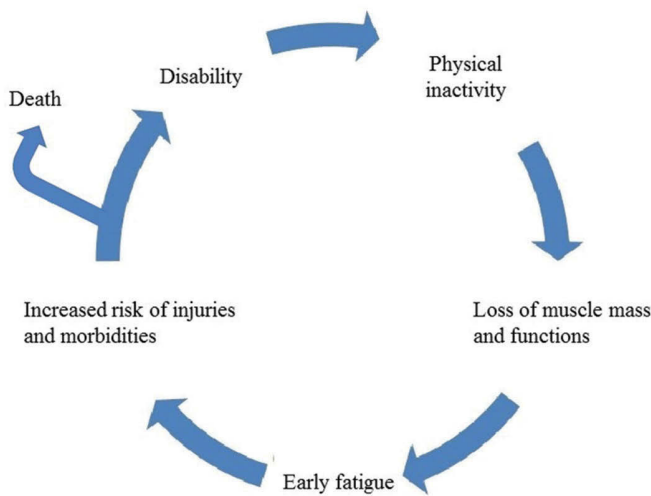 Physical
inactivity
Loss of muscle mass
and functions
Early fatigue
Increased risk of injuries
and morbidities
Disability
Death